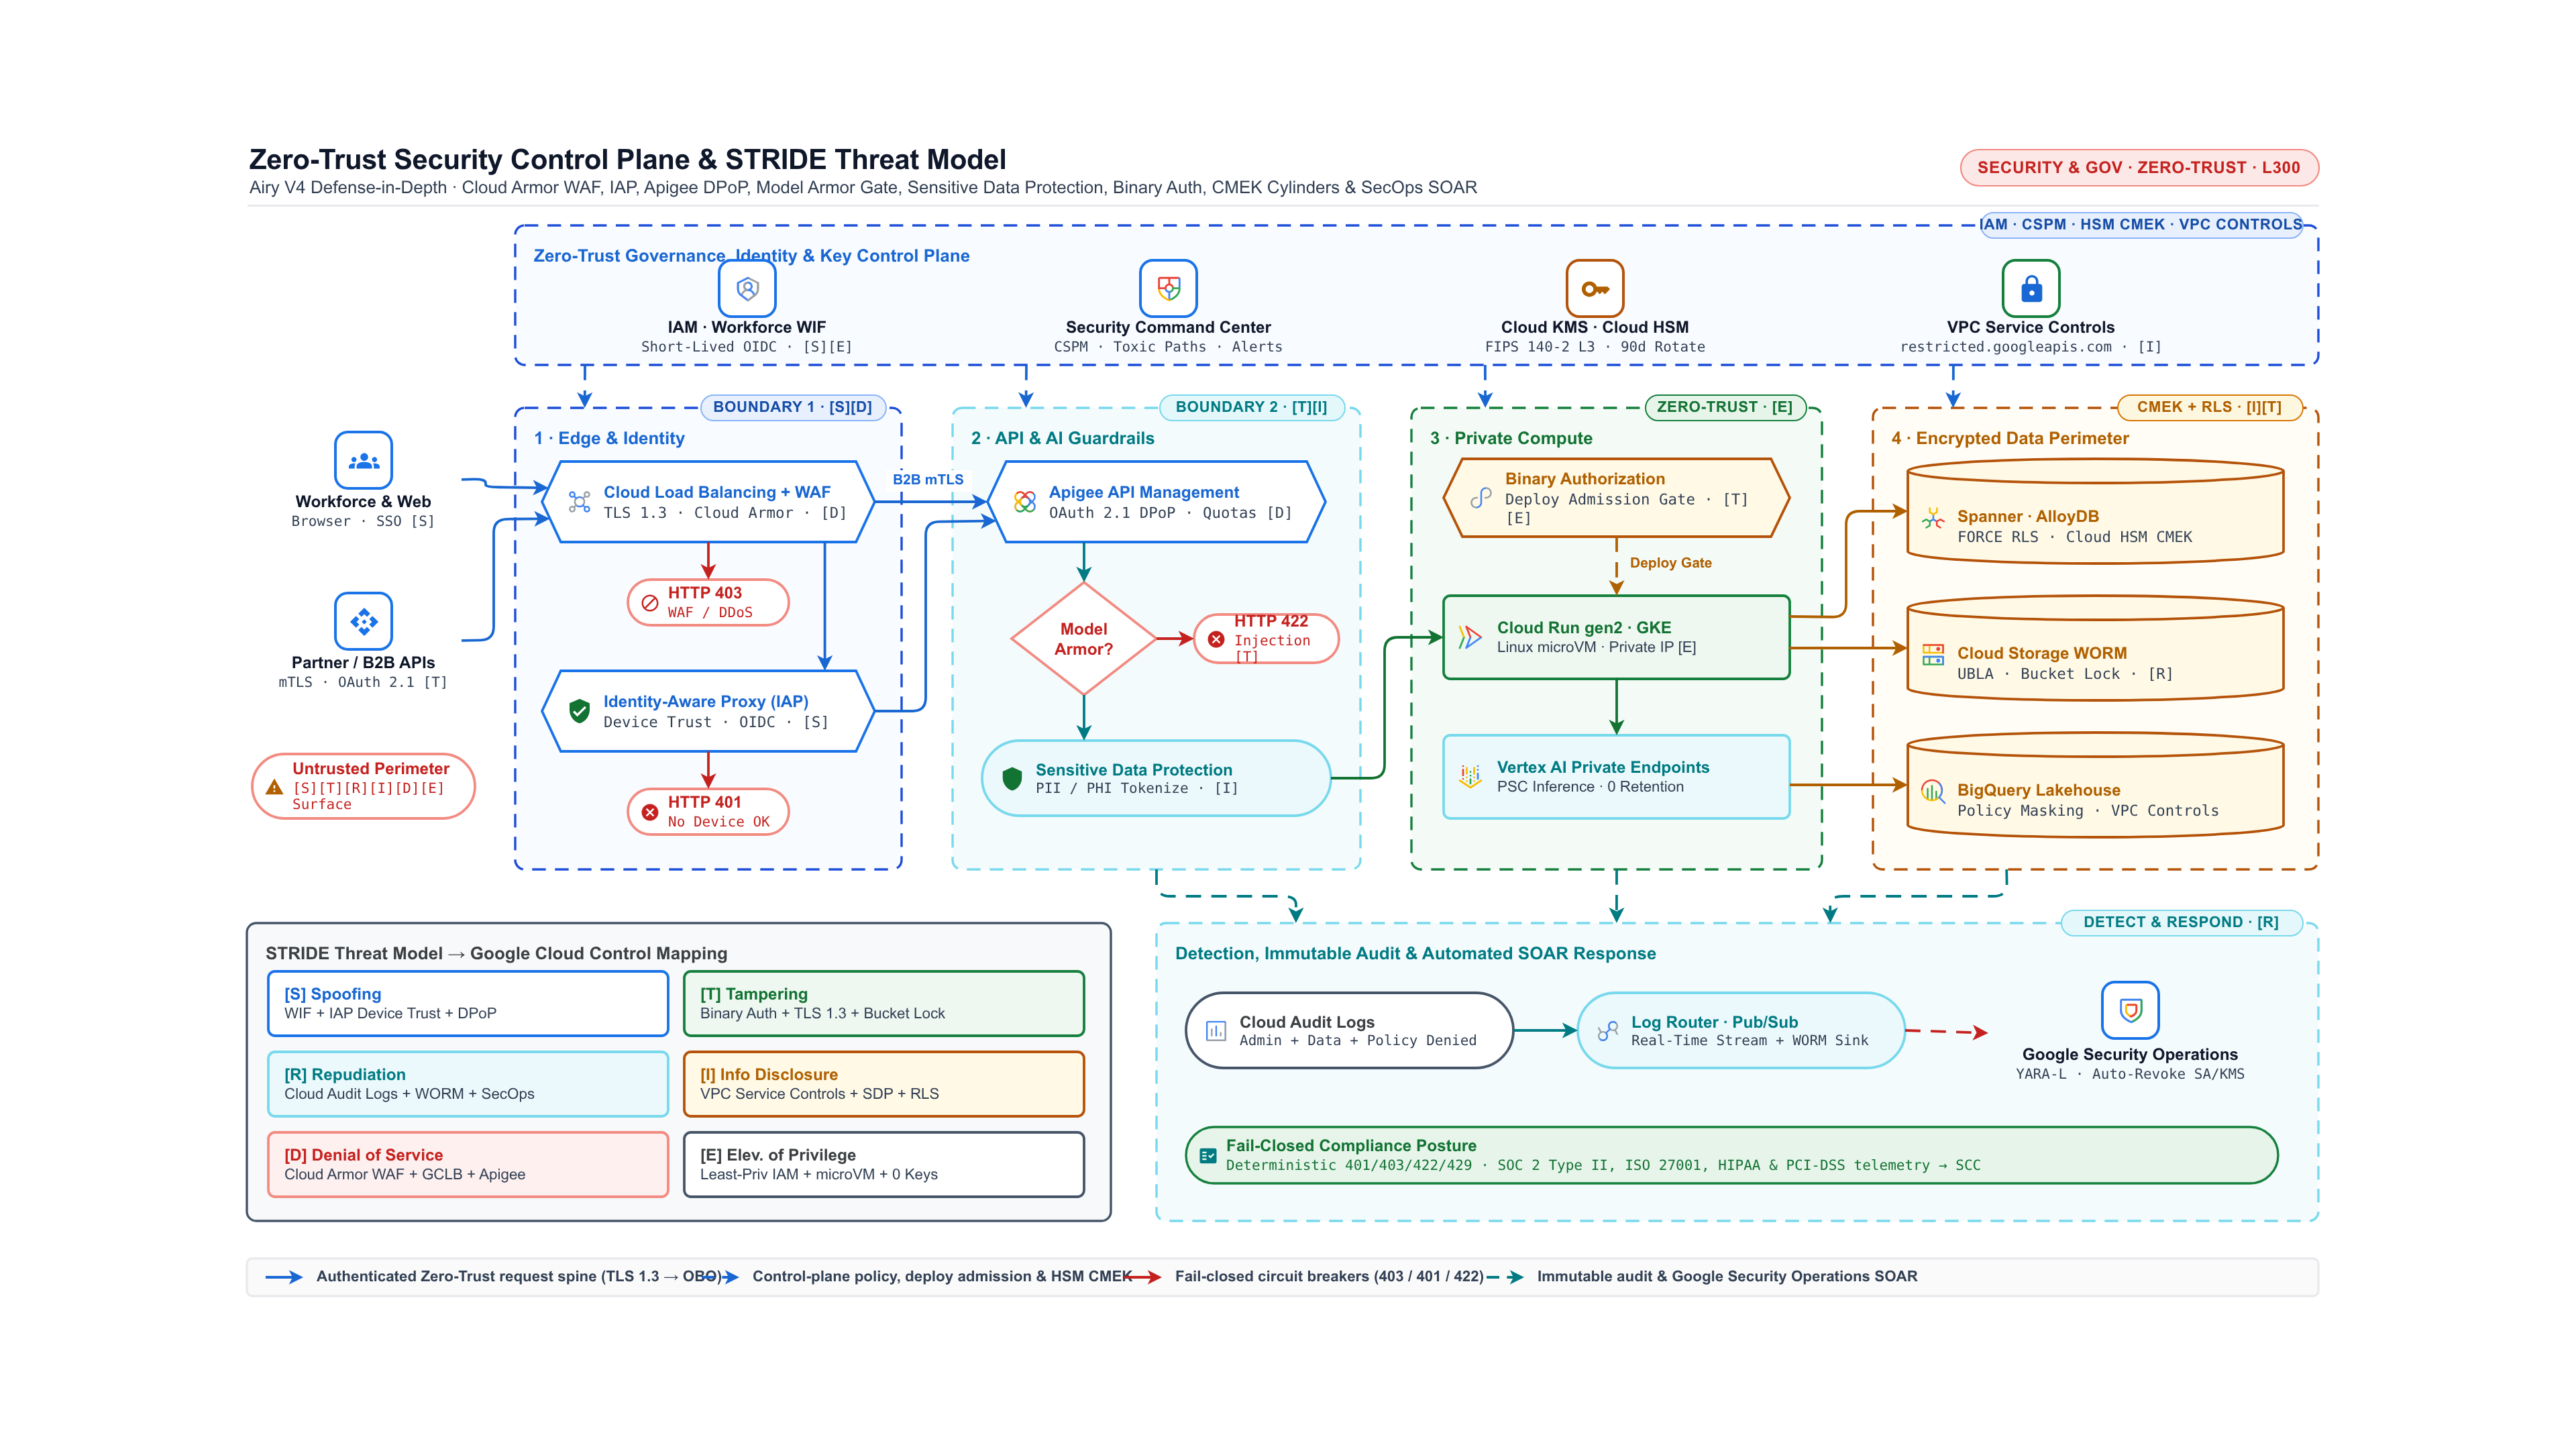 Zero-Trust Security Control Plane & STRIDE Threat Model
Airy V4 Defense-in-Depth · Cloud Armor WAF, IAP, Apigee DPoP, Model Armor Gate, Sensitive Data Protection, Binary Auth, CMEK Cylinders & SecOps SOAR
SECURITY & GOV · ZERO-TRUST · L300
IAM · CSPM · HSM CMEK · VPC CONTROLS
Zero-Trust Governance, Identity & Key Control Plane
IAM · Workforce WIF
Short-Lived OIDC · [S][E]
Security Command Center
CSPM · Toxic Paths · Alerts
Cloud KMS · Cloud HSM
FIPS 140-2 L3 · 90d Rotate
VPC Service Controls
restricted.googleapis.com · [I]
Workforce & Web
Browser · SSO [S]
Partner / B2B APIs
mTLS · OAuth 2.1 [T]
Untrusted Perimeter
[S][T][R][I][D][E]
Surface
BOUNDARY 1 · [S][D]
1 · Edge & Identity
Cloud Load Balancing + WAF
TLS 1.3 · Cloud Armor · [D]
HTTP 403
WAF / DDoS
Identity-Aware Proxy (IAP)
Device Trust · OIDC · [S]
HTTP 401
No Device OK
B2B mTLS
BOUNDARY 2 · [T][I]
2 · API & AI Guardrails
Apigee API Management
OAuth 2.1 DPoP · Quotas [D]
Model
Armor?
HTTP 422
Injection
[T]
Sensitive Data Protection
PII / PHI Tokenize · [I]
ZERO-TRUST · [E]
3 · Private Compute
Binary Authorization
Deploy Admission Gate · [T]
[E]
Deploy Gate
Cloud Run gen2 · GKE
Linux microVM · Private IP [E]
Vertex AI Private Endpoints
PSC Inference · 0 Retention
CMEK + RLS · [I][T]
4 · Encrypted Data Perimeter
Spanner · AlloyDB
FORCE RLS · Cloud HSM CMEK
Cloud Storage WORM
UBLA · Bucket Lock · [R]
BigQuery Lakehouse
Policy Masking · VPC Controls
STRIDE Threat Model → Google Cloud Control Mapping
[S] Spoofing
WIF + IAP Device Trust + DPoP
[T] Tampering
Binary Auth + TLS 1.3 + Bucket Lock
[R] Repudiation
Cloud Audit Logs + WORM + SecOps
[I] Info Disclosure
VPC Service Controls + SDP + RLS
[D] Denial of Service
Cloud Armor WAF + GCLB + Apigee
[E] Elev. of Privilege
Least-Priv IAM + microVM + 0 Keys
DETECT & RESPOND · [R]
Detection, Immutable Audit & Automated SOAR Response
Cloud Audit Logs
Admin + Data + Policy Denied
Log Router · Pub/Sub
Real-Time Stream + WORM Sink
Google Security Operations
YARA-L · Auto-Revoke SA/KMS
Fail-Closed Compliance Posture
Deterministic 401/403/422/429 · SOC 2 Type II, ISO 27001, HIPAA & PCI-DSS telemetry → SCC
Authenticated Zero-Trust request spine (TLS 1.3 → OBO)
Control-plane policy, deploy admission & HSM CMEK
Fail-closed circuit breakers (403 / 401 / 422)
Immutable audit & Google Security Operations SOAR